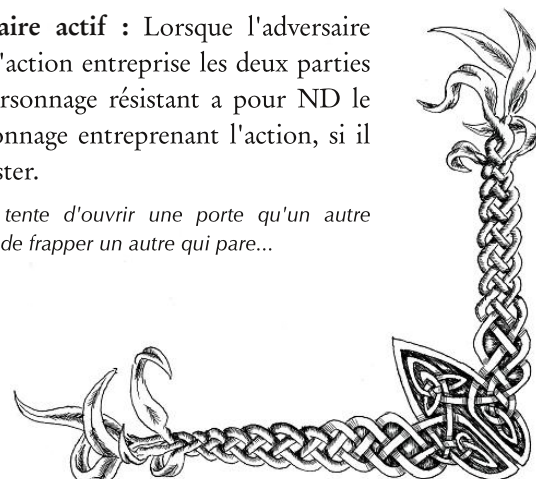 aire actif : Lorsque l'adversaire
'action entreprise les deux parties
rsonnage résistant a pour ND le
onnage entreprenant l'action, si il
ster.
tente d'ouvrir une porte qu'un autre
de frapper un autre qui pare...